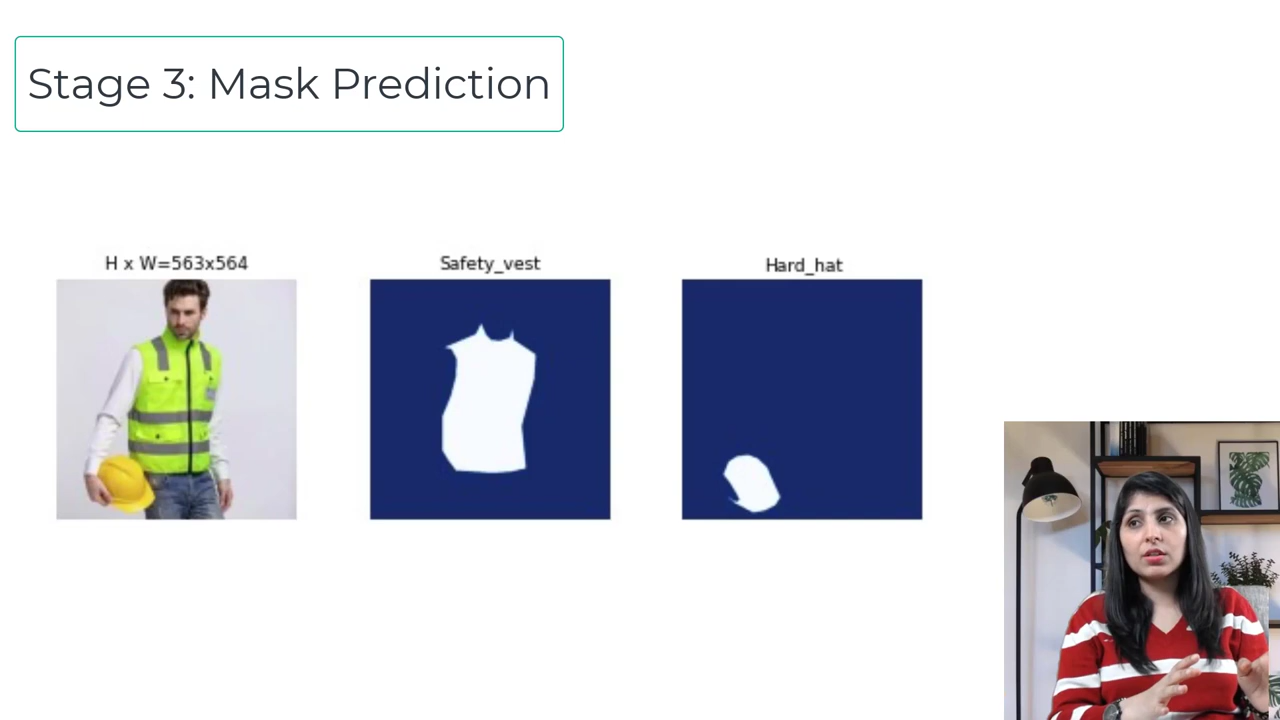 Stage 3: Mask Prediction
H x W=563x564
Safety_vest
Hard_hat